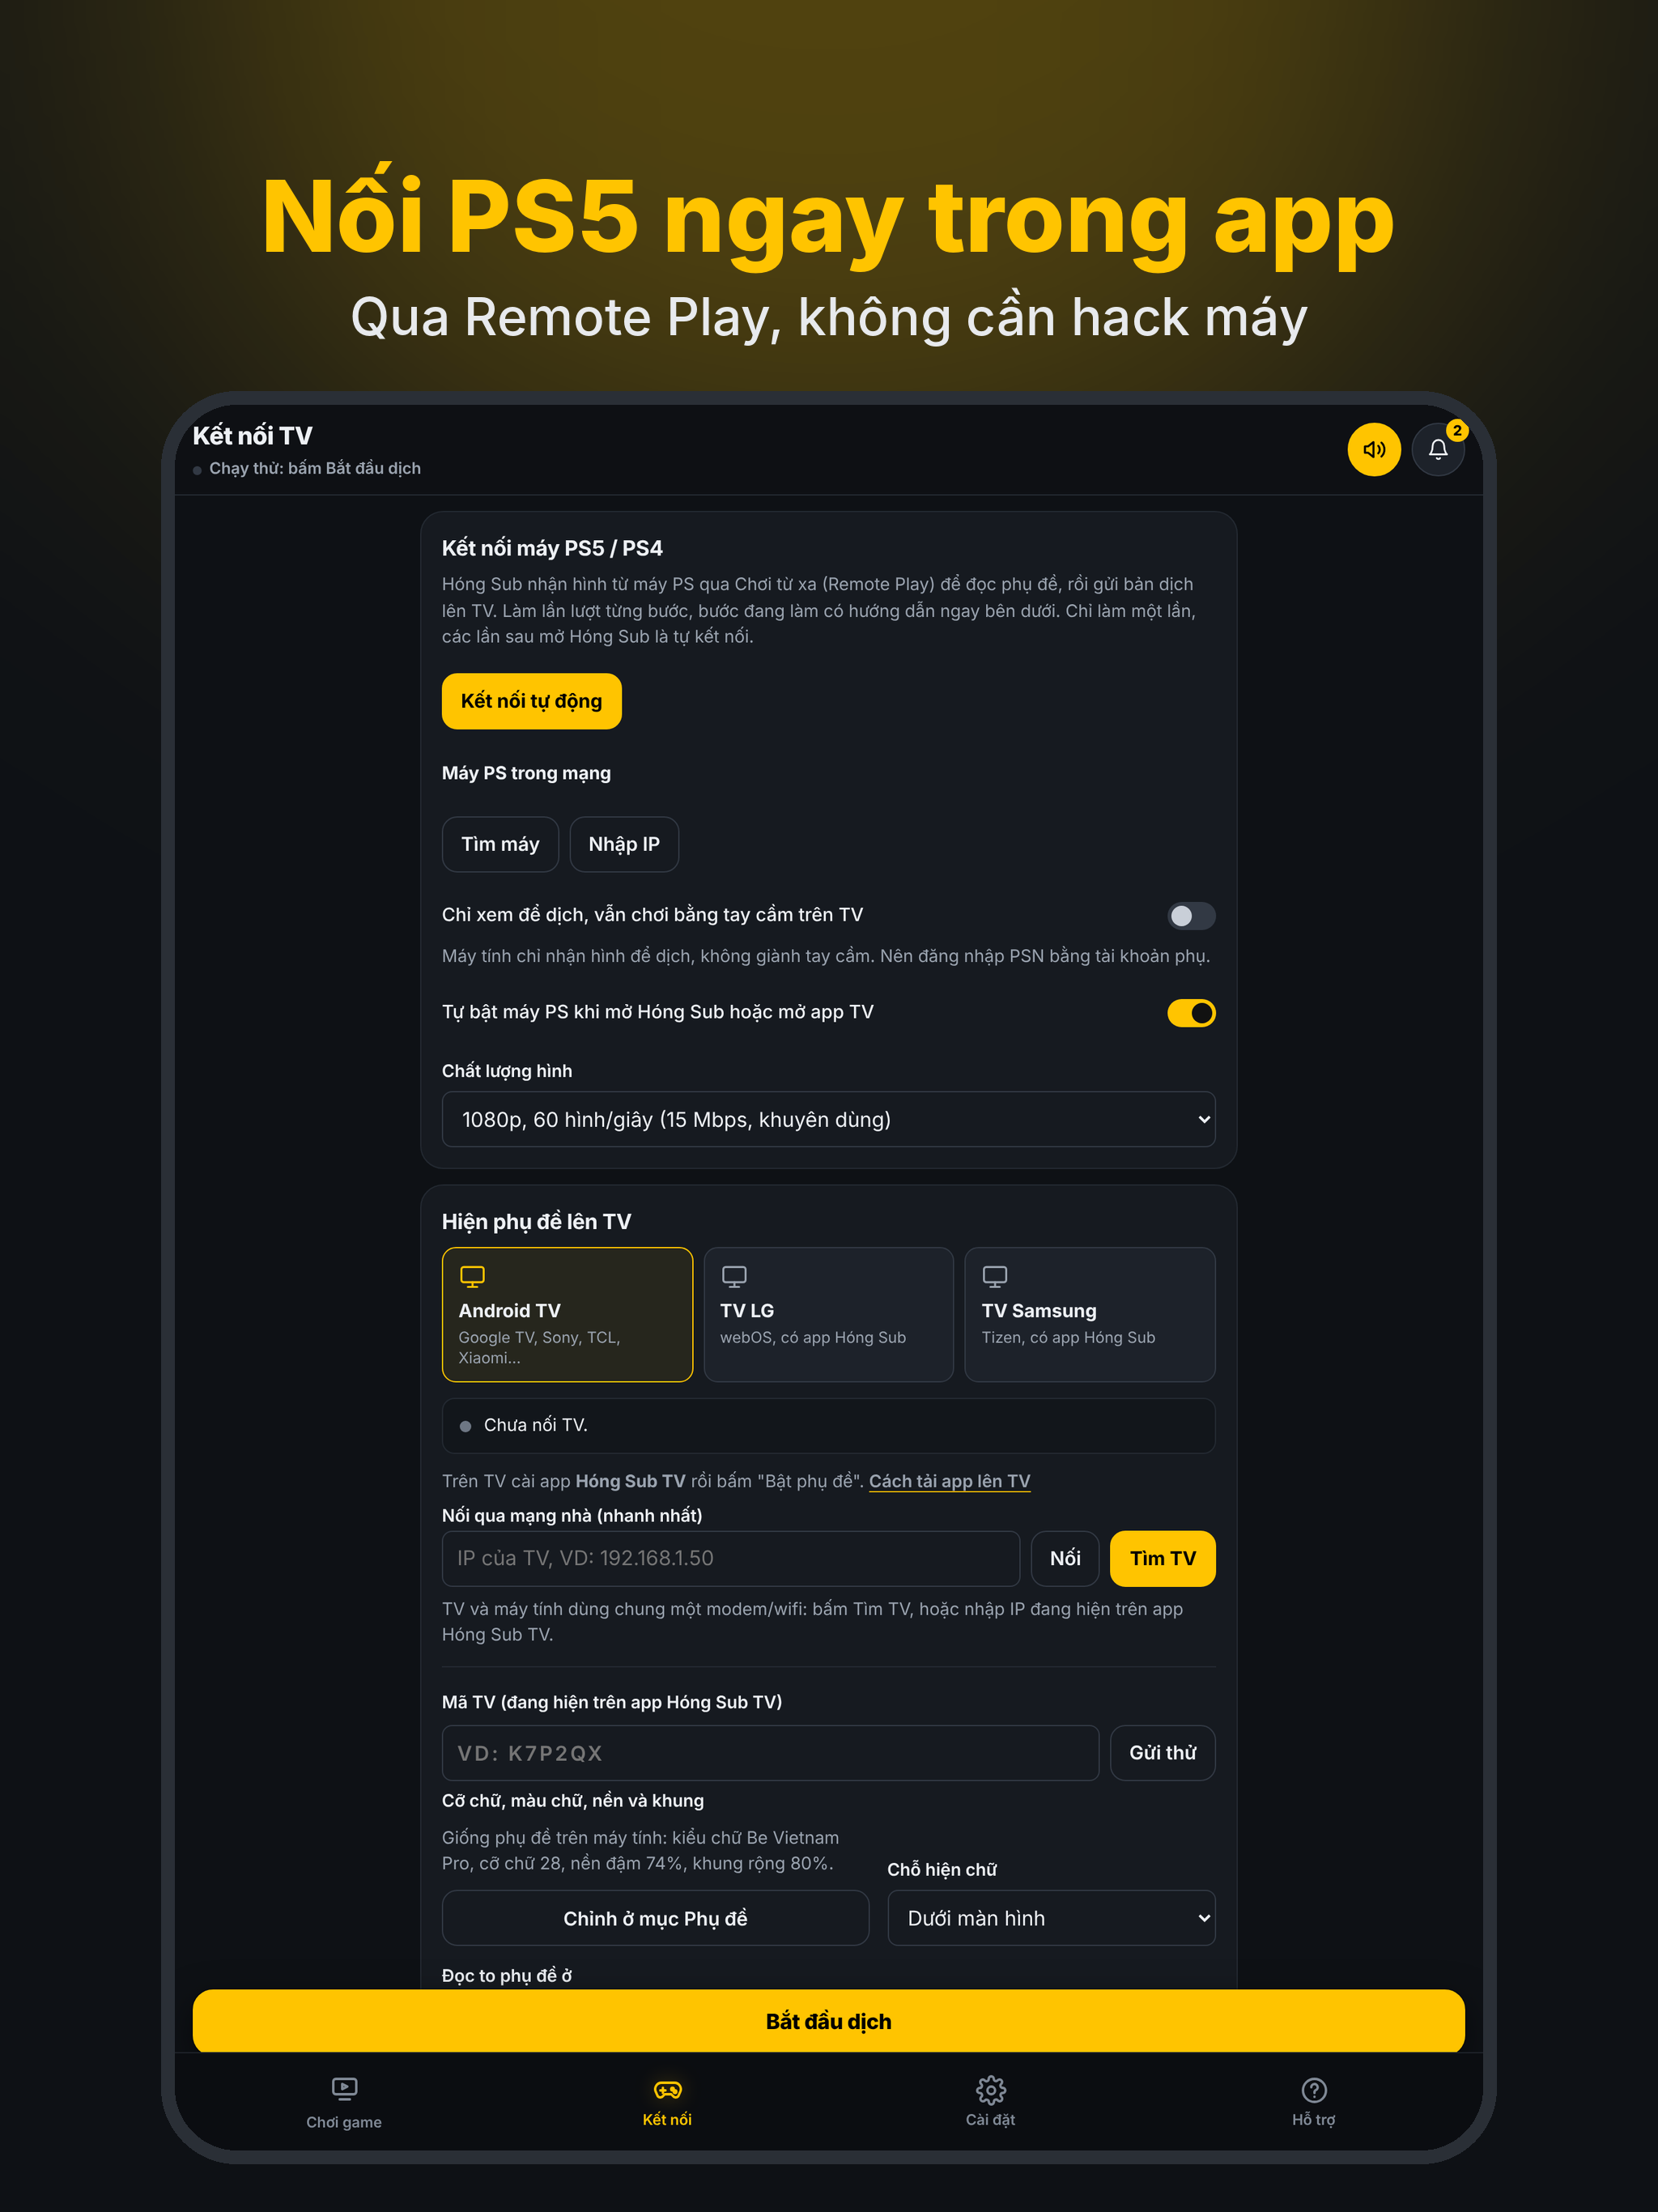 Nối PS5 ngay trong app
Qua Remote Play, không cần hack máy
Kết nối TV
Chạy thử: bấm Bắt đầu dịch
2
Kết nối máy PS5 / PS4
Hóng Sub nhận hình từ máy PS qua Chơi từ xa (Remote Play) để đọc phụ đề, rồi gửi bản dịch
lên TV. Làm lần lượt từng bước, bước đang làm có hướng dẫn ngay bên dưới. Chỉ làm một lần,
các lần sau mở Hóng Sub là tự kết nối.
Kết nối tự động
Máy PS trong mạng
Tìm máy
Nhập IP
Chỉ xem để dịch, vẫn chơi bằng tay cầm trên TV
Máy tính chỉ nhận hình để dịch, không giành tay cầm. Nên đăng nhập PSN bằng tài khoản phụ.
Tự bật máy PS khi mở Hóng Sub hoặc mở app TV
Chất lượng hình
1080p, 60 hình/giây (15 Mbps, khuyên dùng)
Hiện phụ đề lên TV
Android TV
Google TV, Sony, TCL,
Xiaomi...
TV LG
webOS, có app Hóng Sub
TV Samsung
Tizen, có app Hóng Sub
Chưa nối TV.
Trên TV cài app Hóng Sub TV rồi bấm "Bật phụ đề". Cách tải app lên TV
Nối qua mạng nhà (nhanh nhất)
IP của TV, VD: 192.168.1.50
Nối
Tìm TV
TV và máy tính dùng chung một modem/wifi: bấm Tìm TV, hoặc nhập IP đang hiện trên app
Hóng Sub TV.
Mã TV (đang hiện trên app Hóng Sub TV)
VD: K7P2QX
Gửi thử
Cỡ chữ, màu chữ, nền và khung
Giống phụ đề trên máy tính: kiểu chữ Be Vietnam
Pro, cỡ chữ 28, nền đậm 74%, khung rộng 80%.
Chỗ hiện chữ
Chỉnh ở mục Phụ đề
Dưới màn hình
Đọc to phụ đề ở
Bắt đầu dịch
Chơi game
Kết nối
Cài đặt
Hỗ trợ